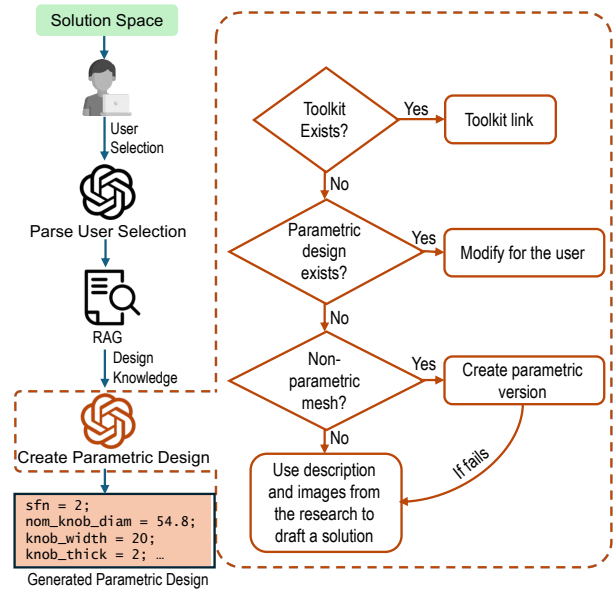 Solution Space
User
Selection
Parse User Selection
RAG
Design
Knowledge
Create Parametric Design
sfn = 2;
nom_knob_diam = 54.8;
knob_width = 20;
knob_thick = 2; …
Generated Parametric Design
Toolkit
Exists?
Yes
Toolkit link
No
Parametric
design
exists?
Yes
Modify for the user
No
Non-
parametric
mesh?
Yes
Create parametric
version
No
If fails
Use description
and images from
the research to
draft a solution